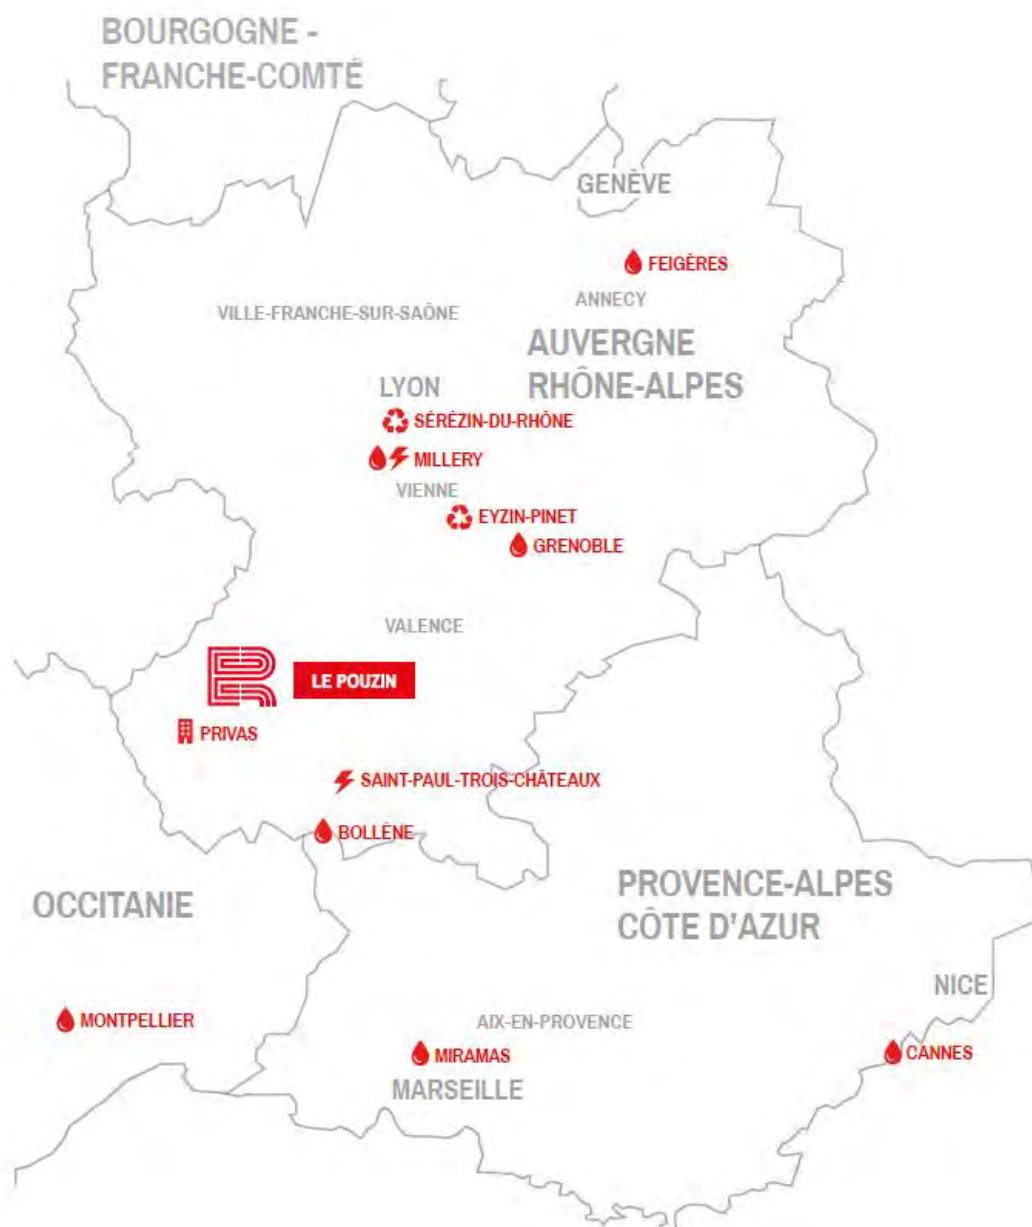 BOURGOGNE -
FRANCHE-COMTÉ
GENÈVE
FEIGÈRES
ANNECY
VILLE-FRANCHE-SUR-SAÔNE
AUVERGNE
RHÔNE-ALPES
LYON
SÉRÉZIN-DU-RHÔNE
MILLERY
VIENNE
EYZIN-PINET
GRENOBLE
VALENCE
LE POUZIN
PRIVAS
SAINT-PAUL-TROIS-CHÂTEAUX
BOLLÈNE
PROVENCE-ALPES
CÔTE D'AZUR
OCCITANIE
NICE
MONTPELLIER
AIX-EN-PROVENCE
MIRAMAS
CANNES
MARSEILLE